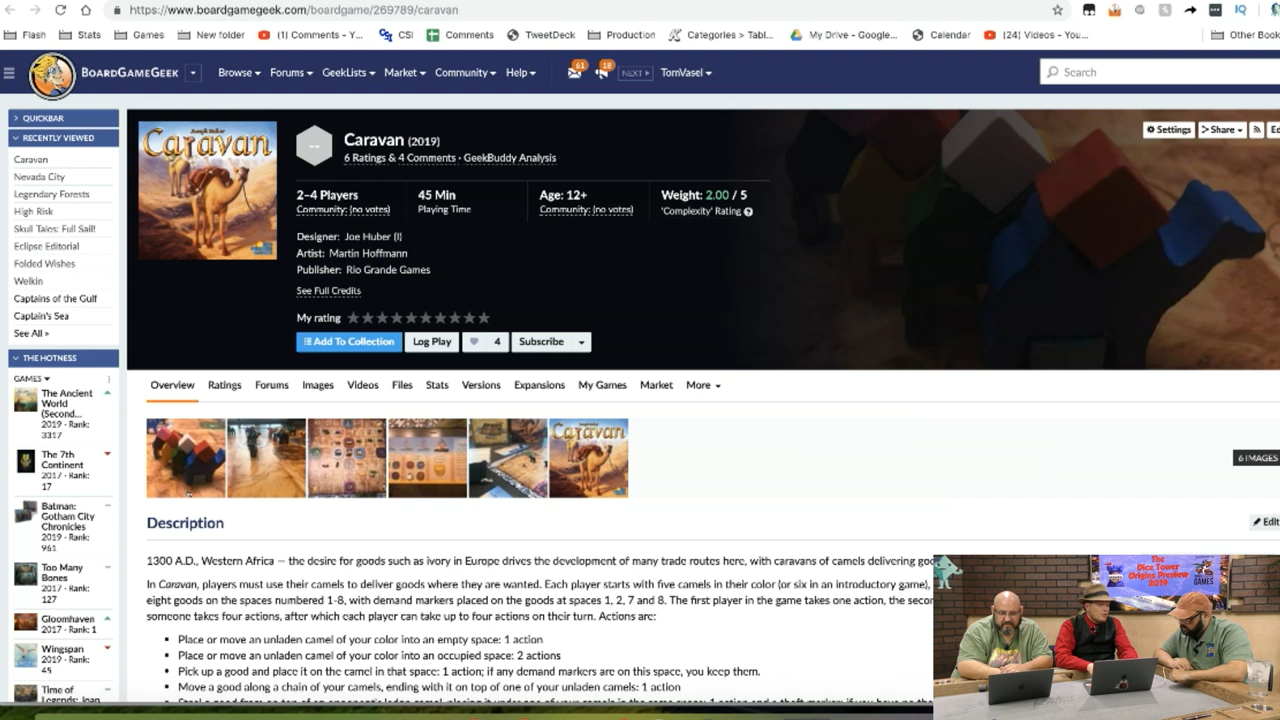 https://www.boardgamegeek.com/boardgame/269789/caravan
Flash Stats Games New folder (1) Comments - Y... CSI Comments TweetDeck Production Categories > Tabl... My Drive - Google... Calendar (24) Videos - You... Other Book
BOARDGAMEGEEK Browse Forums GeekLists Market Community Help 61 18 NEXT TomVasel Search
QUICKBAR
RECENTLY VIEWED
Caravan
Nevada City
Legendary Forests
High Risk
Skull Tales: Full Sail!
Eclipse Editorial
Folded Wishes
Welkin
Captains of the Gulf
Captain's Sea
See All »
THE HOTNESS
GAMES
The Ancient
World
(Second...
2019 · Rank:
3317
The 7th
Continent
2017 · Rank:
17
Batman:
Gotham City
Chronicles
2019 · Rank:
961
Too Many
Bones
2017 · Rank:
127
Gloomhaven
2017 · Rank: 1
Wingspan
2019 · Rank:
45
Time of
Caravan
--
Caravan (2019)
6 Ratings & 4 Comments · GeekBuddy Analysis
Settings Share Ed
2–4 Players 45 Min Age: 12+ Weight: 2.00 / 5
Community: (no votes) Playing Time Community: (no votes) 'Complexity' Rating
Designer: Joe Huber (I)
Artist: Martin Hoffmann
Publisher: Rio Grande Games
See Full Credits
My rating
Add To Collection Log Play 4 Subscribe
Overview Ratings Forums Images Videos Files Stats Versions Expansions My Games Market More
Caravan
6 IMAGES
Description
Edit
1300 A.D., Western Africa — the desire for goods such as ivory in Europe drives the development of many trade routes here, with caravans of camels delivering goo
In Caravan, players must use their camels to deliver goods where they are wanted. Each player starts with five camels in their color (or six in an introductory game),
eight goods on the spaces numbered 1-8, with demand markers placed on the goods at spaces 1, 2, 7 and 8. The first player in the game takes one action, the secon
someone takes four actions, after which each player can take up to four actions on their turn. Actions are:
Place or move an unladen camel of your color into an empty space: 1 action
Place or move an unladen camel of your color into an occupied space: 2 actions
Pick up a good and place it on the camel in that space: 1 action; if any demand markers are on this space, you keep them.
Move a good along a chain of your camels, ending with it on top of one of your unladen camels: 1 action
The
Dice Tower
Origins Preview
2019
GAMES